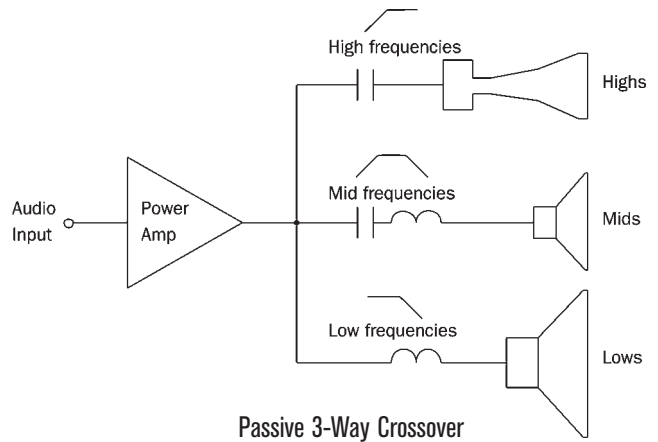 High frequencies
Highs
Audio
Input
Power
Amp
Mid frequencies
Mids
Low frequencies
Lows
Passive 3-Way Crossover